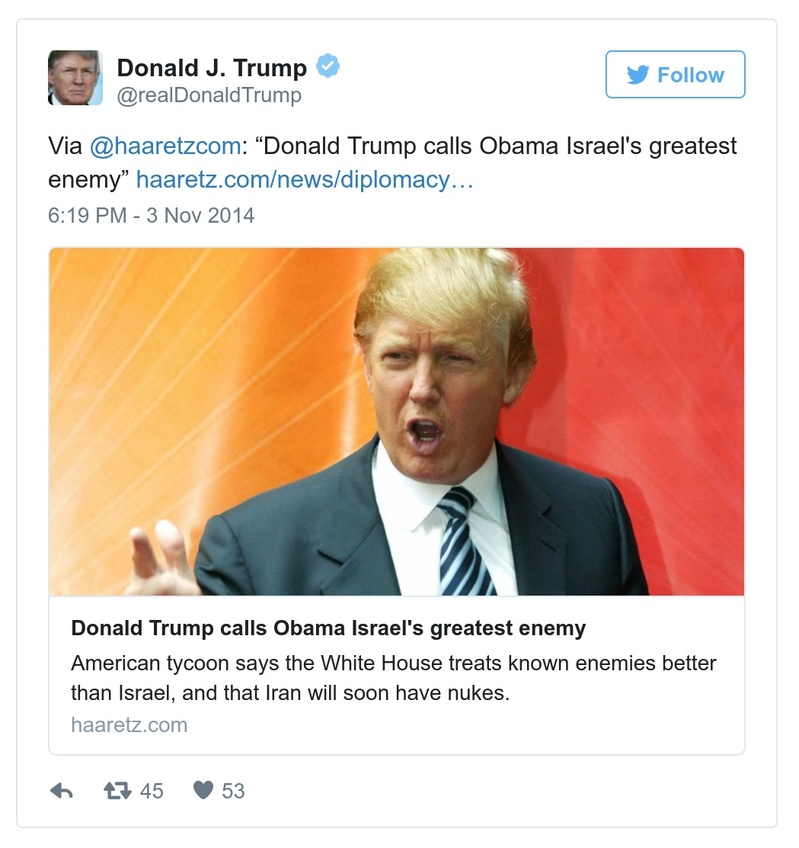 Donald J. Trump
@realDonaldTrump
Follow
Via @haaretzcom: “Donald Trump calls Obama Israel's greatest
enemy” haaretz.com/news/diplomacy…
6:19 PM - 3 Nov 2014
Donald Trump calls Obama Israel's greatest enemy
American tycoon says the White House treats known enemies better
than Israel, and that Iran will soon have nukes.
haaretz.com
45 53